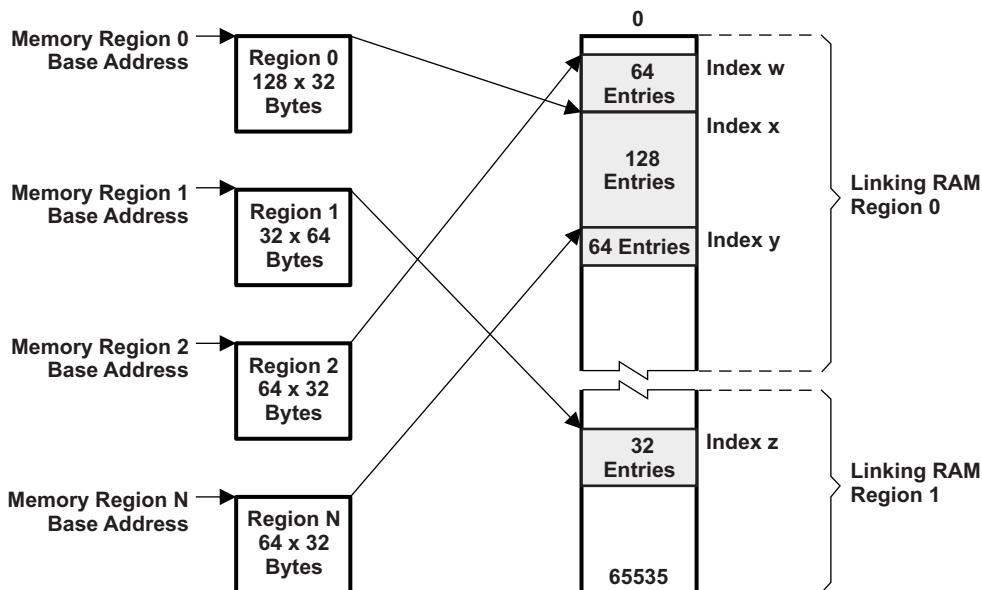 Memory Region 0
Base Address
Region 0
128 x 32
Bytes
Memory Region 1
Base Address
Region 1
32 x 64
Bytes
Memory Region 2
Base Address
Region 2
64 x 32
Bytes
Memory Region N
Base Address
Region N
64 x 32
Bytes
0
64
Entries
Index w
128
Entries
Index x
64 Entries
Index y
32
Entries
Index z
65535
Linking RAM
Region 0
Linking RAM
Region 1